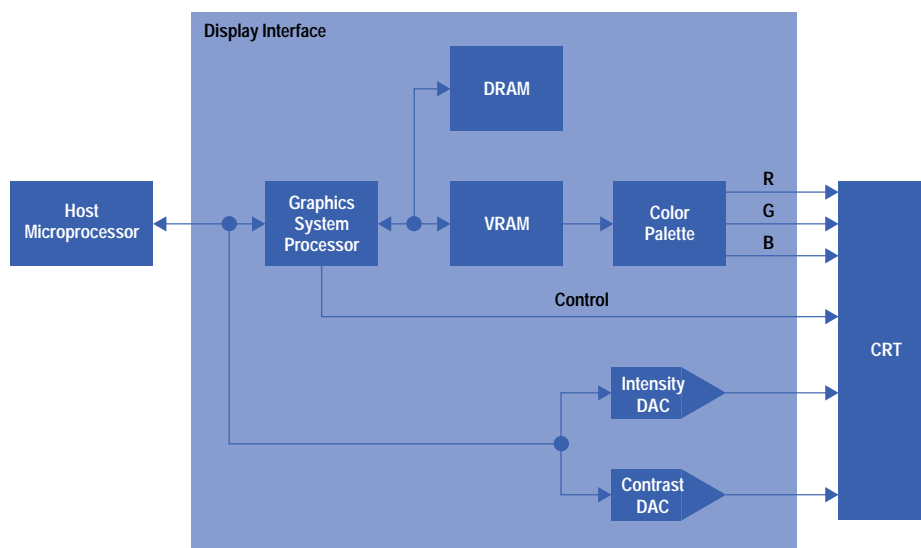 Display Interface
DRAM
Host
Microprocessor
Graphics
System
Processor
VRAM
Color
Palette
R
G
B
Control
CRT
Intensity
DAC
Contrast
DAC